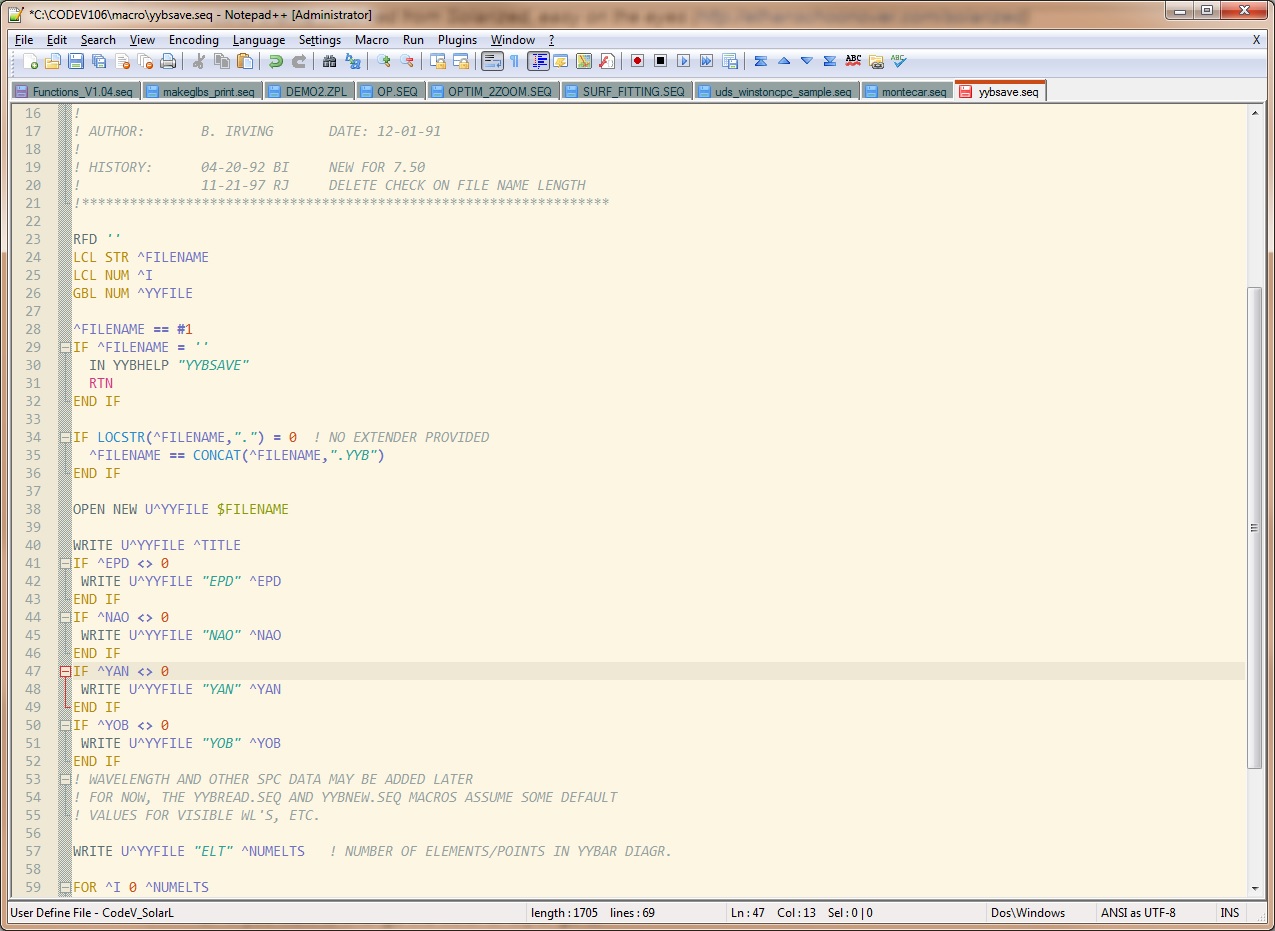 *C:\CODEV106\macro\yybsave.seq - Notepad++ [Administrator]
File Edit Search View Encoding Language Settings Macro Run Plugins Window ? X
Functions_V1.04.seq makeglbs_print.seq DEMO2.ZPL OP.SEQ OPTIM_2ZOOM.SEQ SURF_FITTING.SEQ uds_winstoncpc_sample.seq montecar.seq yybsave.seq
16 !
17 ! AUTHOR: B. IRVING DATE: 12-01-91
18 !
19 ! HISTORY: 04-20-92 BI NEW FOR 7.50
20 ! 11-21-97 RJ DELETE CHECK ON FILE NAME LENGTH
21 !******************************************************************
22
23 RFD ''
24 LCL STR ^FILENAME
25 LCL NUM ^I
26 GBL NUM ^YYFILE
27
28 ^FILENAME == #1
29 IF ^FILENAME = ''
30 IN YYBHELP "YYBSAVE"
31 RTN
32 END IF
33
34 IF LOCSTR(^FILENAME,".") = 0 ! NO EXTENDER PROVIDED
35 ^FILENAME == CONCAT(^FILENAME,".YYB")
36 END IF
37
38 OPEN NEW U^YYFILE $FILENAME
39
40 WRITE U^YYFILE ^TITLE
41 IF ^EPD <> 0
42 WRITE U^YYFILE "EPD" ^EPD
43 END IF
44 IF ^NAO <> 0
45 WRITE U^YYFILE "NAO" ^NAO
46 END IF
47 IF ^YAN <> 0
48 WRITE U^YYFILE "YAN" ^YAN
49 END IF
50 IF ^YOB <> 0
51 WRITE U^YYFILE "YOB" ^YOB
52 END IF
53 ! WAVELENGTH AND OTHER SPC DATA MAY BE ADDED LATER
54 ! FOR NOW, THE YYBREAD.SEQ AND YYBNEW.SEQ MACROS ASSUME SOME DEFAULT
55 ! VALUES FOR VISIBLE WL'S, ETC.
56
57 WRITE U^YYFILE "ELT" ^NUMELTS ! NUMBER OF ELEMENTS/POINTS IN YYBAR DIAGR.
58
59 FOR ^I 0 ^NUMELTS
User Define File - CodeV_SolarL length : 1705 lines : 69 Ln : 47 Col : 13 Sel : 0 | 0 Dos\Windows ANSI as UTF-8 INS